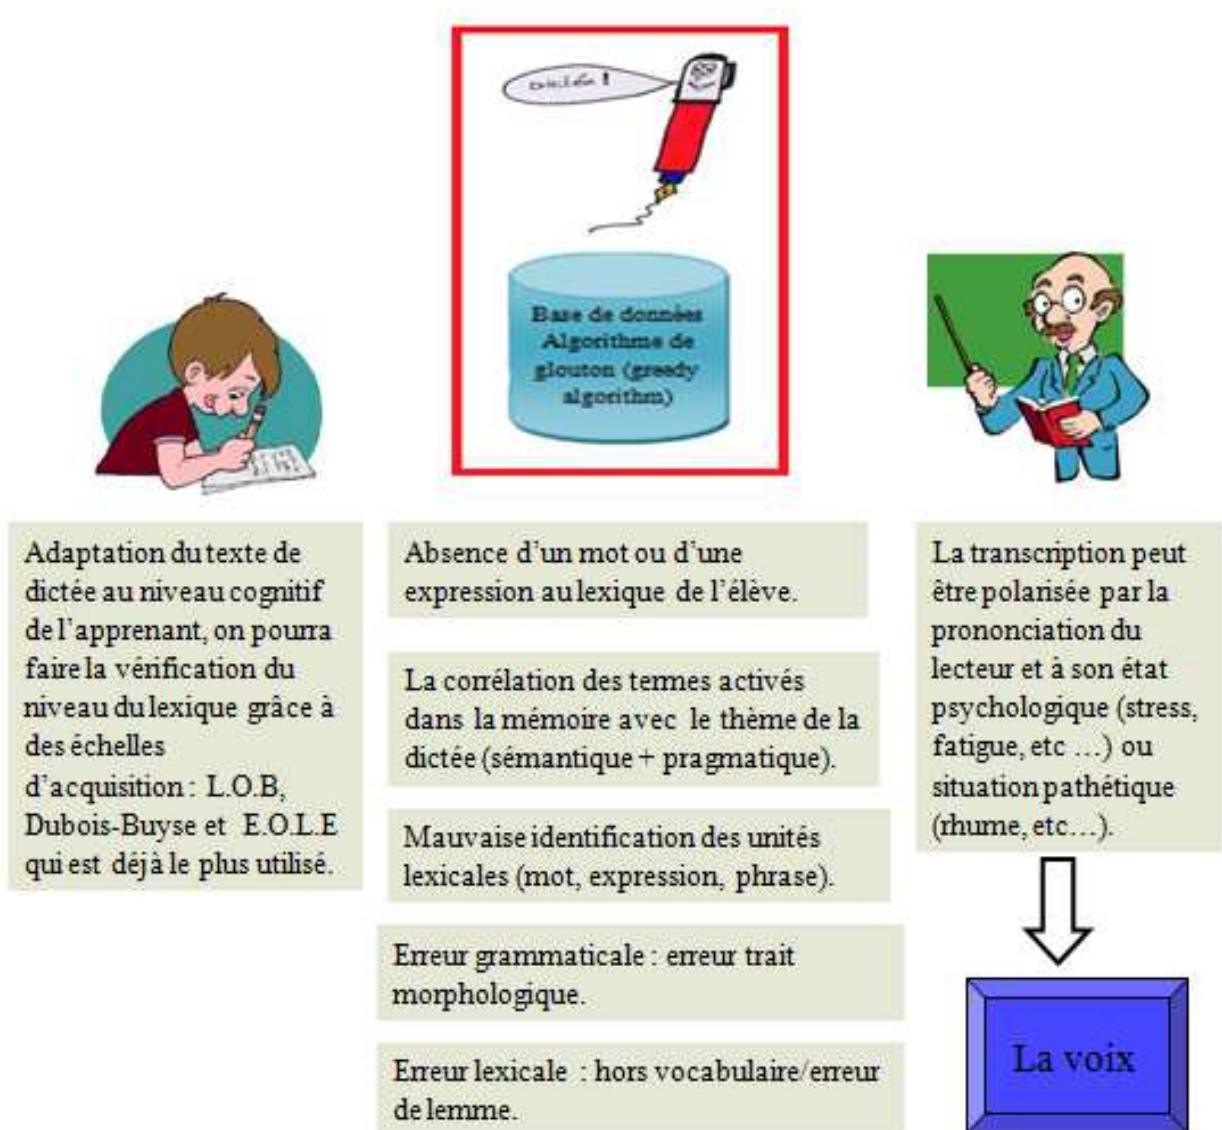 Base de données
Algorithme de
glouton (greedy
algorithm)
Adaptation du texte de
dictée au niveau cognitif
de l'apprenant, on pourra
faire la vérification du
niveau du lexique grâce à
des échelles
d'acquisition : L.O.B,
Dubois-Buyse et E.O.L.E
qui est déjà le plus utilisé.
Absence d'un mot ou d'une
expression au lexique de l'élève.
La corrélation des termes activés
dans la mémoire avec le thème de la
dictée (sémantique + pragmatique).
Mauvaise identification des unités
lexicales (mot, expression, phrase).
Erreur grammaticale : erreur trait
morphologique.
Erreur lexicale : hors vocabulaire/erreur
de lemme.
La transcription peut
être polarisée par la
prononciation du
lecteur et à son état
psychologique (stress,
fatigue, etc ...) ou
situation pathétique
(rhume, etc...).
La voix